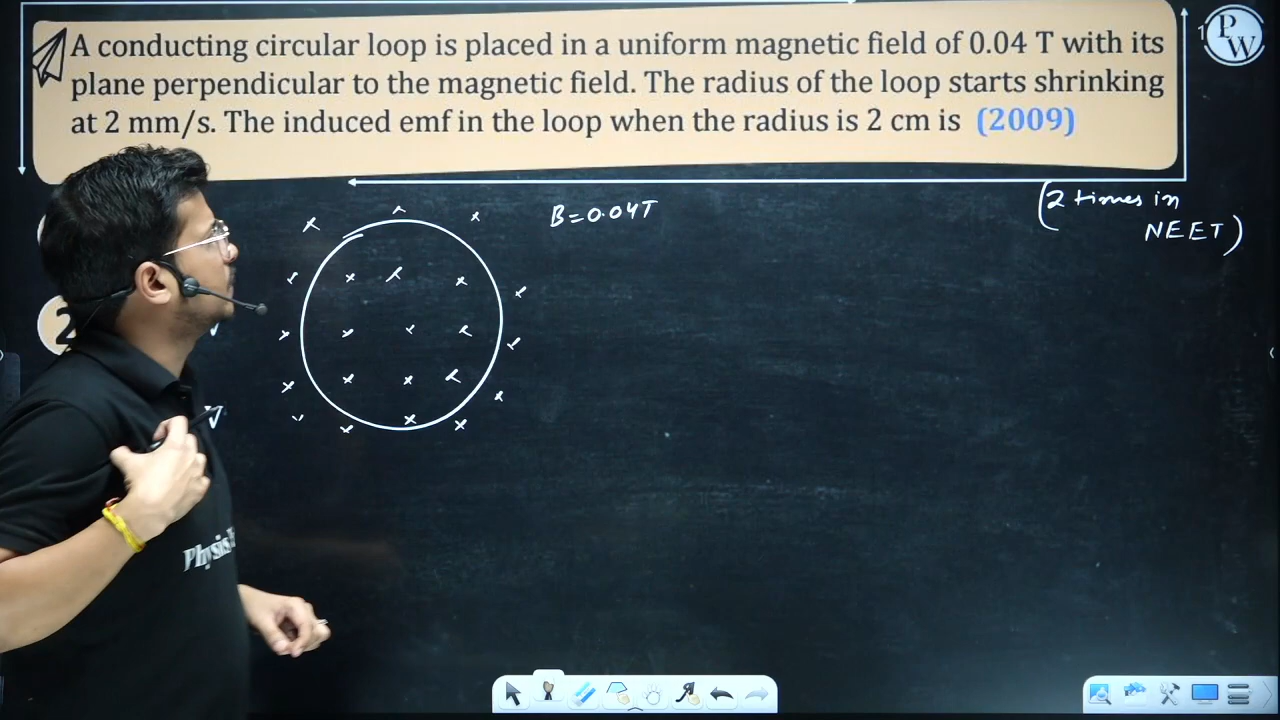 A conducting circular loop is placed in a uniform magnetic field of 0.04 T with its
plane perpendicular to the magnetic field. The radius of the loop starts shrinking
at 2 mm/s. The induced emf in the loop when the radius is 2 cm is (2009)
P
W
B=0.04T
(2 times in
NEET)
2